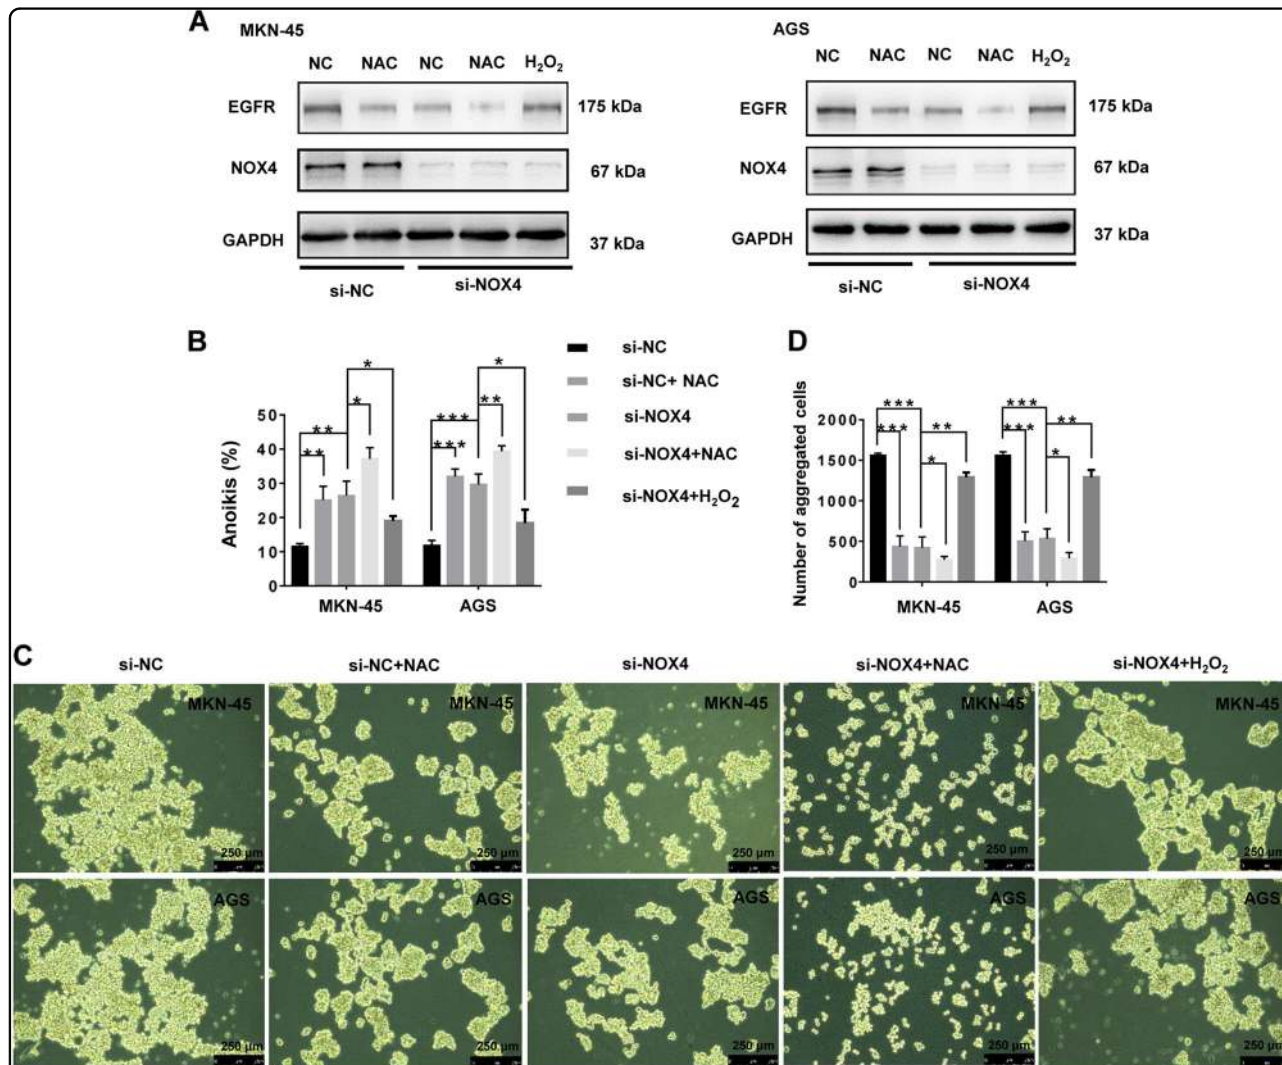 A
MKN-45
NC NAC NC NAC H₂O₂
EGFR 175 kDa
NOX4 67 kDa
GAPDH 37 kDa
si-NC si-NOX4
AGS
NC NAC NC NAC H₂O₂
EGFR 175 kDa
NOX4 67 kDa
GAPDH 37 kDa
si-NC si-NOX4
B
Anoikis (%)
50
40
30
20
10
0
** ** * *
*** *** ** *
MKN-45 AGS
si-NC
si-NC+ NAC
si-NOX4
si-NOX4+NAC
si-NOX4+H₂O₂
D
Number of aggregated cells
2000
1500
1000
500
0
*** *** ** *
*** *** ** *
MKN-45 AGS
C
si-NC si-NC+NAC si-NOX4 si-NOX4+NAC si-NOX4+H₂O₂
MKN-45 MKN-45 MKN-45 MKN-45 MKN-45
250 µm 250 µm 250 µm 250 µm 250 µm
AGS AGS AGS AGS AGS
250 µm 250 µm 250 µm 250 µm 250 µm